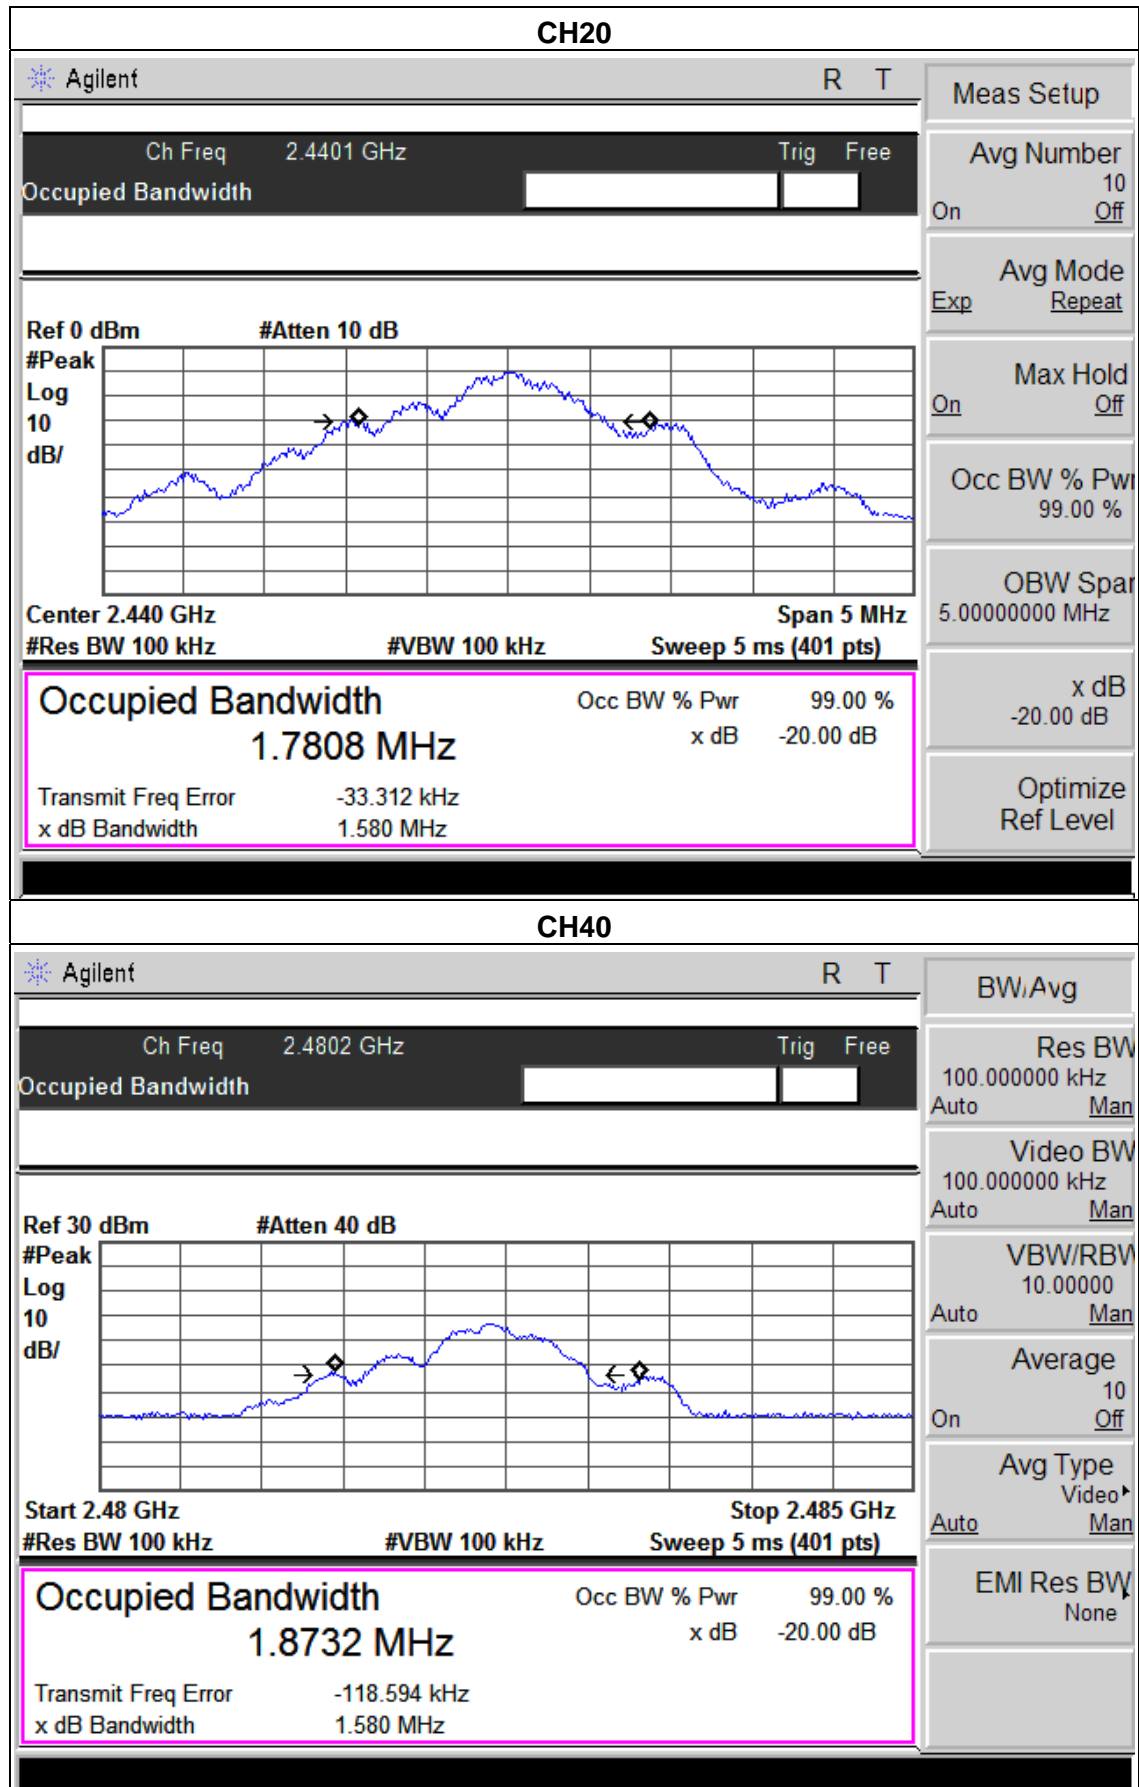 CH20
Agilent
R T
Meas Setup
Ch Freq 2.4401 GHz
Trig Free
Occupied Bandwidth
Avg Number
10
On Off
Avg Mode
Exp Repeat
Max Hold
On Off
Occ BW % Pwr
99.00 %
OBW Span
5.00000000 MHz
x dB
-20.00 dB
Optimize
Ref Level
Ref 0 dBm #Atten 10 dB
#Peak
Log
10
dB/
Center 2.440 GHz Span 5 MHz
#Res BW 100 kHz #VBW 100 kHz Sweep 5 ms (401 pts)
Occupied Bandwidth
1.7808 MHz
Occ BW % Pwr 99.00 %
x dB -20.00 dB
Transmit Freq Error -33.312 kHz
x dB Bandwidth 1.580 MHz
CH40
Agilent
R T
BW/Avg
Ch Freq 2.4802 GHz
Trig Free
Occupied Bandwidth
Res BW
100.000000 kHz
Auto Man
Video BW
100.000000 kHz
Auto Man
VBW/RBW
10.00000
Auto Man
Average
10
On Off
Avg Type
Video
Auto Man
EMI Res BW
None
Ref 30 dBm #Atten 40 dB
#Peak
Log
10
dB/
Start 2.48 GHz Stop 2.485 GHz
#Res BW 100 kHz #VBW 100 kHz Sweep 5 ms (401 pts)
Occupied Bandwidth
1.8732 MHz
Occ BW % Pwr 99.00 %
x dB -20.00 dB
Transmit Freq Error -118.594 kHz
x dB Bandwidth 1.580 MHz